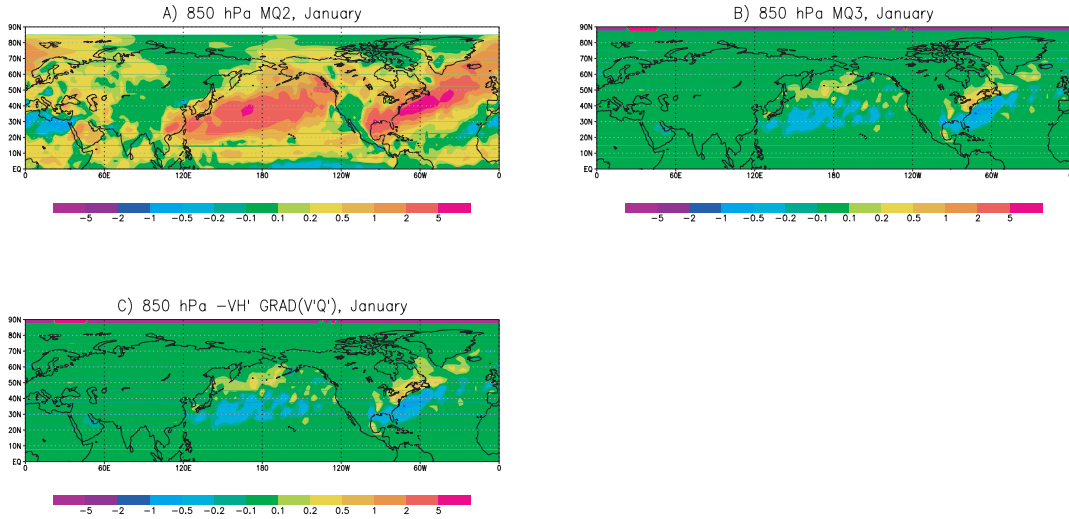 A) 850 hPa MQ2, January
90N
80N
70N
60N
50N
40N
30N
20N
10N
EQ
0 60E 120E 180 120W 60W 0
-5 -2 -1 -0.5 -0.2 -0.1 0.1 0.2 0.5 1 2 5
B) 850 hPa MQ3, January
90N
80N
70N
60N
50N
40N
30N
20N
10N
EQ
0 60E 120E 180 120W 60W 0
-5 -2 -1 -0.5 -0.2 -0.1 0.1 0.2 0.5 1 2 5
C) 850 hPa -VH' GRAD(V'Q'), January
90N
80N
70N
60N
50N
40N
30N
20N
10N
EQ
0 60E 120E 180 120W 60W 0
-5 -2 -1 -0.5 -0.2 -0.1 0.1 0.2 0.5 1 2 5